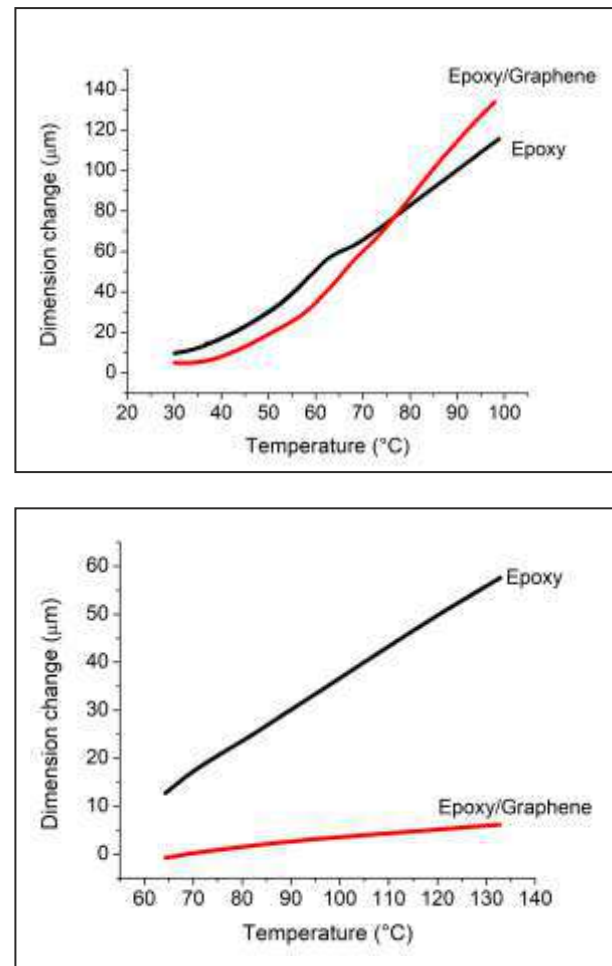 Epoxy/Graphene
Epoxy
Dimension change (μm)
140
120
100
80
60
40
20
0
20 30 40 50 60 70 80 90 100
Temperature (°C)
Epoxy
Epoxy/Graphene
Dimension change (μm)
60
50
40
30
20
10
0
60 70 80 90 100 110 120 130 140
Temperature (°C)